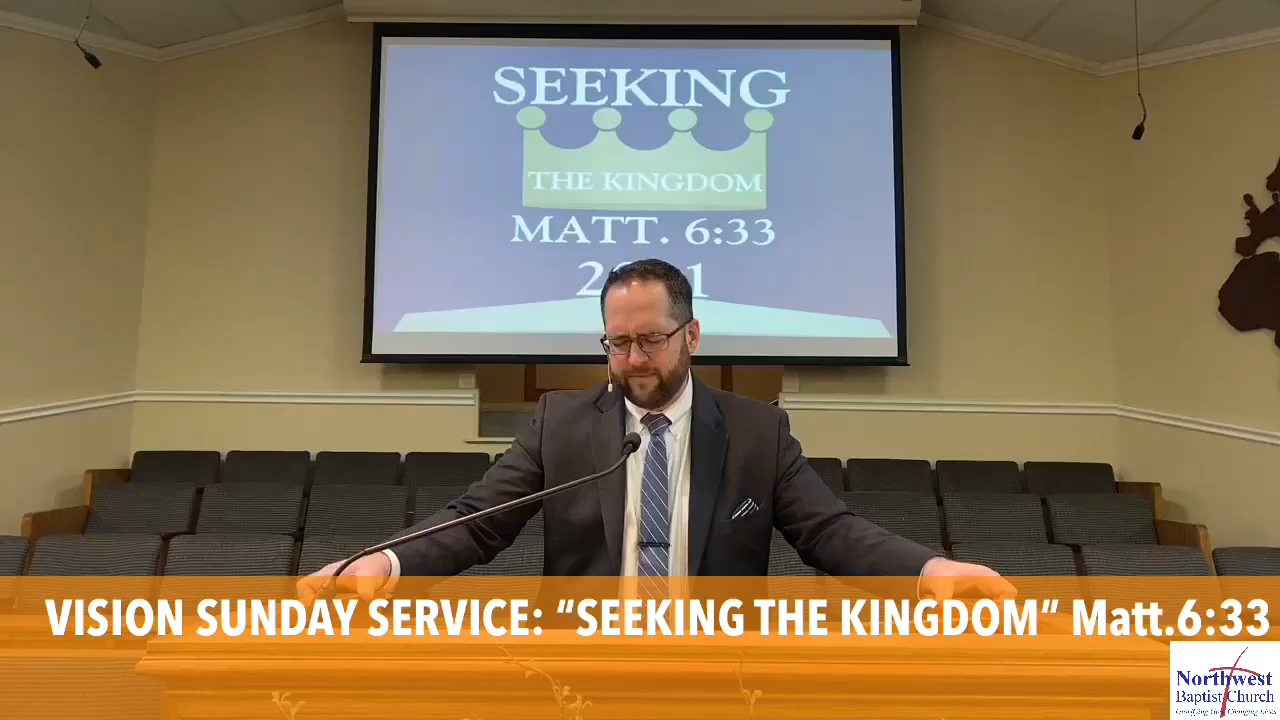 SEEKING
THE KINGDOM
MATT. 6:33
VISION SUNDAY SERVICE: “SEEKING THE KINGDOM” Matt.6:33
Northwest
Baptist Church